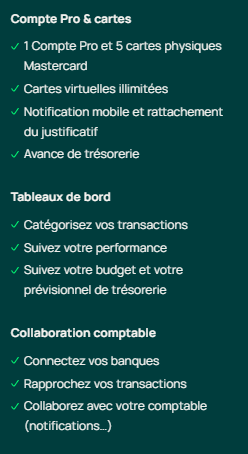 Compte Pro & cartes
✓ 1 Compte Pro et 5 cartes physiques
Mastercard
✓ Cartes virtuelles illimitées
✓ Notification mobile et rattachement
du justificatif
✓ Avance de trésorerie
Tableaux de bord
✓ Catégorisez vos transactions
✓ Suivez votre performance
✓ Suivez votre budget et votre
prévisionnel de trésorerie
Collaboration comptable
✓ Connectez vos banques
✓ Rapprochez vos transactions
✓ Collaborez avec votre comptable
(notifications...)